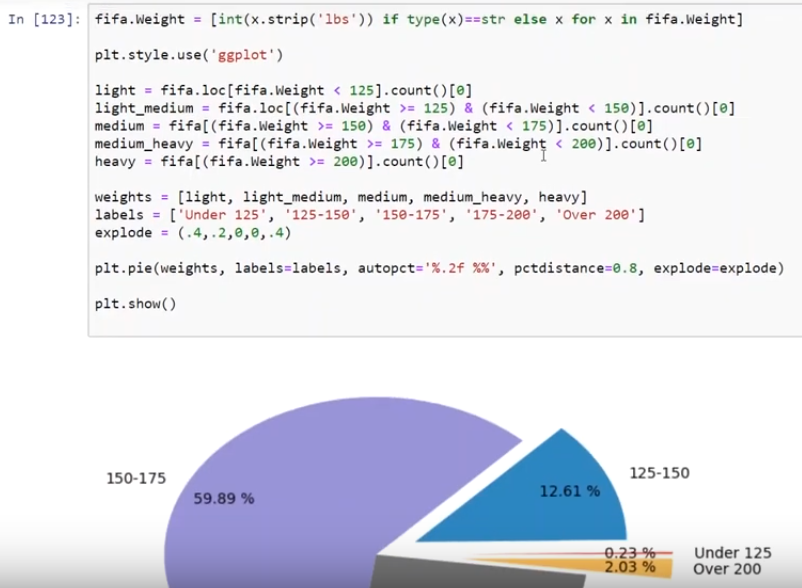 In [123]: fifa.Weight = [int(x.strip('lbs')) if type(x)==str else x for x in fifa.Weight]
plt.style.use('ggplot')
light = fifa.loc[fifa.Weight < 125].count()[0]
light_medium = fifa.loc[(fifa.Weight >= 125) & (fifa.Weight < 150)].count()[0]
medium = fifa[(fifa.Weight >= 150) & (fifa.Weight < 175)].count()[0]
medium_heavy = fifa[(fifa.Weight >= 175) & (fifa.Weight < 200)].count()[0]
heavy = fifa[(fifa.Weight >= 200)].count()[0]
weights = [light, light_medium, medium, medium_heavy, heavy]
labels = ['Under 125', '125-150', '150-175', '175-200', 'Over 200']
explode = (.4,.2,0,0,.4)
plt.pie(weights, labels=labels, autopct='%.2f %%', pctdistance=0.8, explode=explode)
plt.show()
150-175
59.89 %
125-150
12.61 %
0.23 % Under 125
2.03 % Over 200